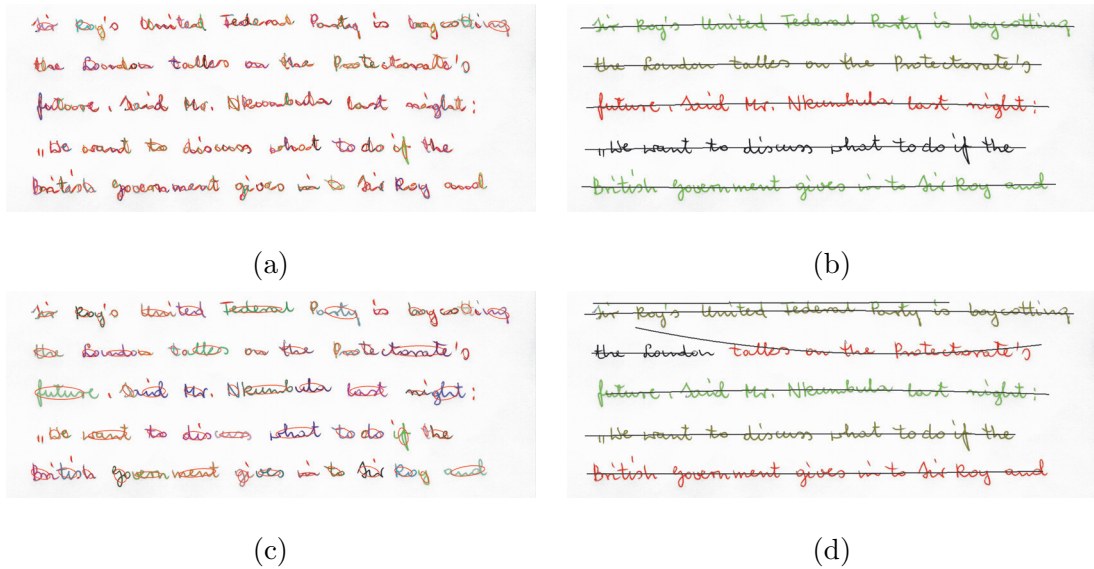 Sir Roy's United Federal Party is boycotting
the London talks on the Protectorate's
future. Said Mr. Nkumbula last night:
„We want to discuss what to do if the
British government gives in to Sir Roy and
(a)
Sir Roy's United Federal Party is boycotting
the London talks on the Protectorate's
future. Said Mr. Nkumbula last night:
„We want to discuss what to do if the
British government gives in to Sir Roy and
(b)
Sir Roy's United Federal Party is boycotting
the London talks on the Protectorate's
future. Said Mr. Nkumbula last night:
„We want to discuss what to do if the
British government gives in to Sir Roy and
(c)
Sir Roy's United Federal Party is boycotting
the London talks on the Protectorate's
future. Said Mr. Nkumbula last night:
„We want to discuss what to do if the
British government gives in to Sir Roy and
(d)